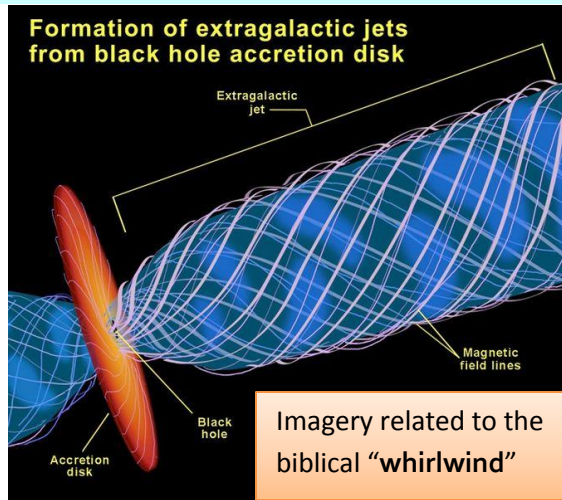 Formation of extragalactic jets
from black hole accretion disk
Extragalactic
jet
Magnetic
field lines
Black
hole
Accretion
disk
Imagery related to the
biblical “whirlwind”